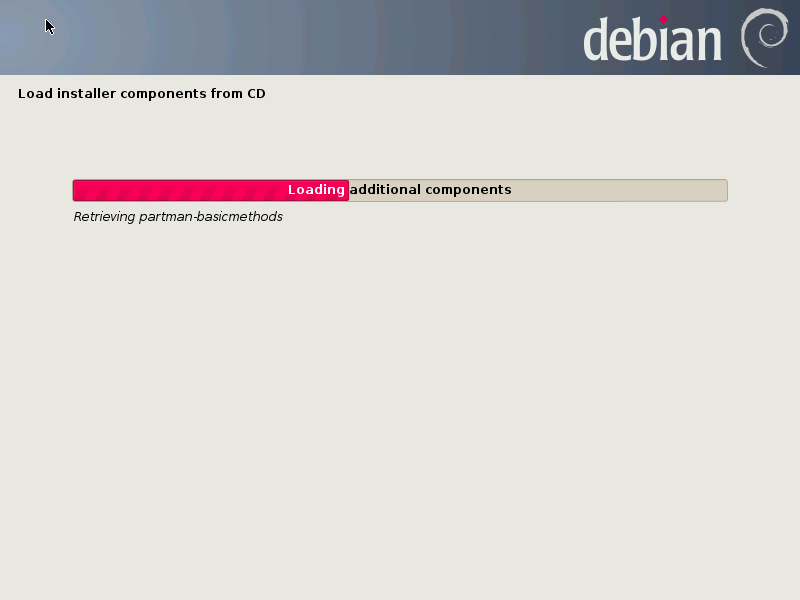 debian
Load installer components from CD
Loading additional components
Retrieving partman-basicmethods